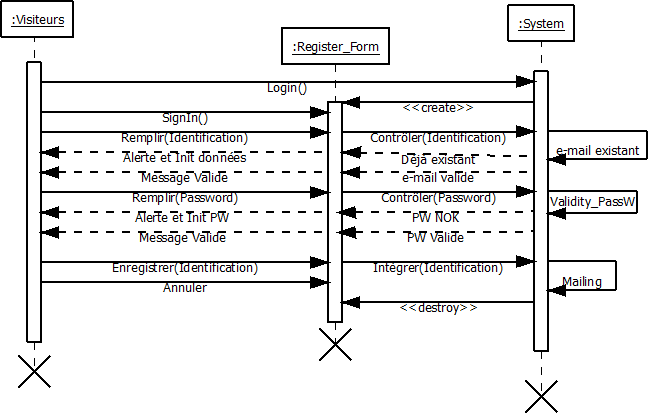 :Visiteurs
:System
:Register_Form
Login()
<<create>>
SignIn()
Remplir(Identification)
Contrôler(Identification)
e-mail existant
Alerte et Init données
Déjà existant
Message Valide
e-mail valide
Remplir(Password)
Contrôler(Password)
Validity_PassW
Alerte et Init PW
PW NOK
Message Valide
PW Valide
Enregistrer(Identification)
Intégrer(Identification)
Mailing
Annuler
<<destroy>>